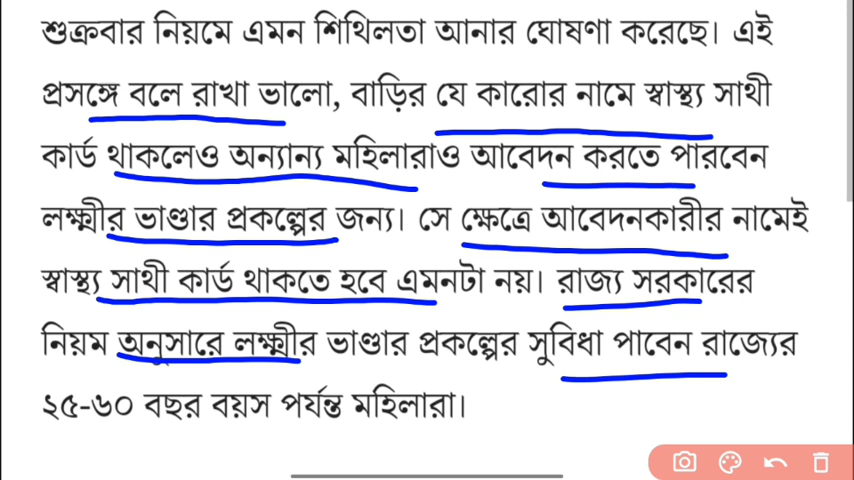 শুক্রবার নিয়মে এমন শিথিলতা আনার ঘোষণা করেছে। এই
প্রসঙ্গে বলে রাখা ভালো, বাড়ির যে কারোর নামে স্বাস্থ্য সাথী
কার্ড থাকলেও অন্যান্য মহিলারাও আবেদন করতে পারবেন
লক্ষ্মীর ভাণ্ডার প্রকল্পের জন্য। সে ক্ষেত্রে আবেদনকারীর নামেই
স্বাস্থ্য সাথী কার্ড থাকতে হবে এমনটা নয়। রাজ্য সরকারের
নিয়ম অনুসারে লক্ষ্মীর ভাণ্ডার প্রকল্পের সুবিধা পাবেন রাজ্যের
২৫-৬০ বছর বয়স পর্যন্ত মহিলারা।